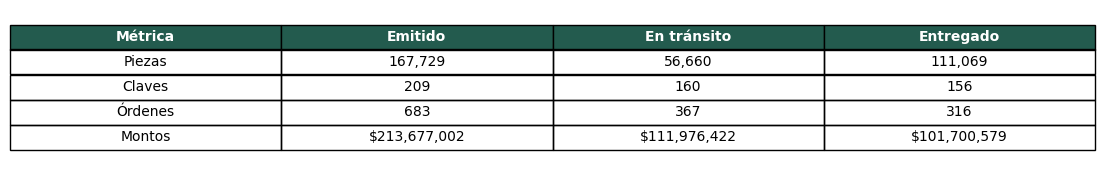 Métrica Emitido En tránsito Entregado
Piezas 167,729 56,660 111,069
Claves 209 160 156
Órdenes 683 367 316
Montos $213,677,002 $111,976,422 $101,700,579